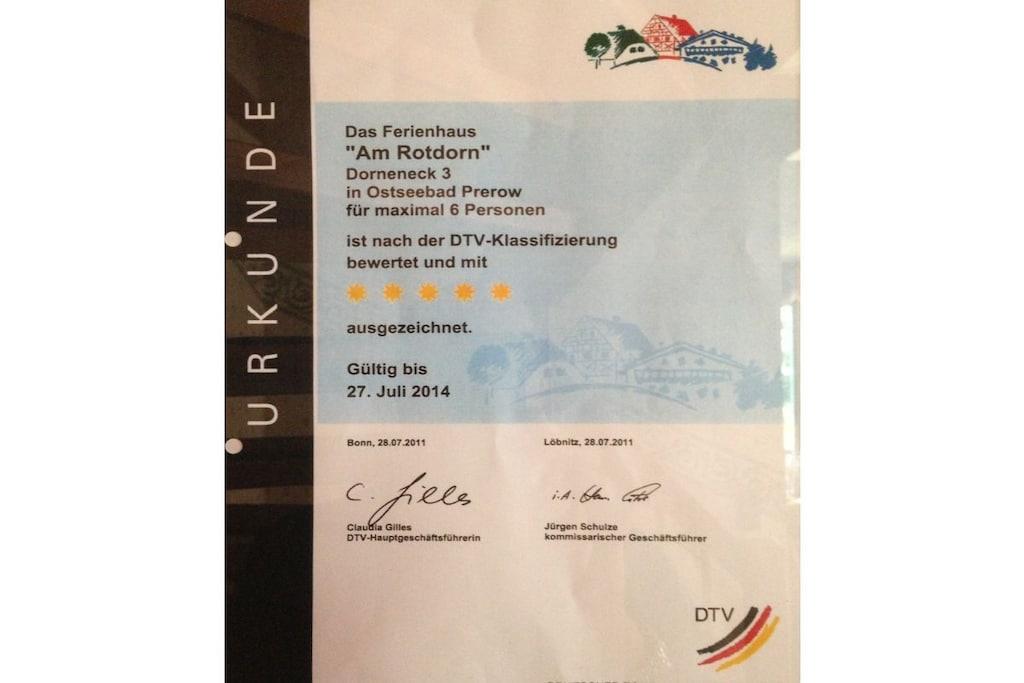 URKUNDE
Das Ferienhaus
"Am Rotdorn"
Dorneneck 3
in Ostseebad Prerow
für maximal 6 Personen
ist nach der DTV-Klassifizierung
bewertet und mit
ausgezeichnet.
Gültig bis
27. Juli 2014
Bonn, 28.07.2011
Löbnitz, 28.07.2011
C. Gilles
i.A.
Claudia Gilles
DTV-Hauptgeschäftsführerin
Jürgen Schulze
kommissarischer Geschäftsführer
DTV